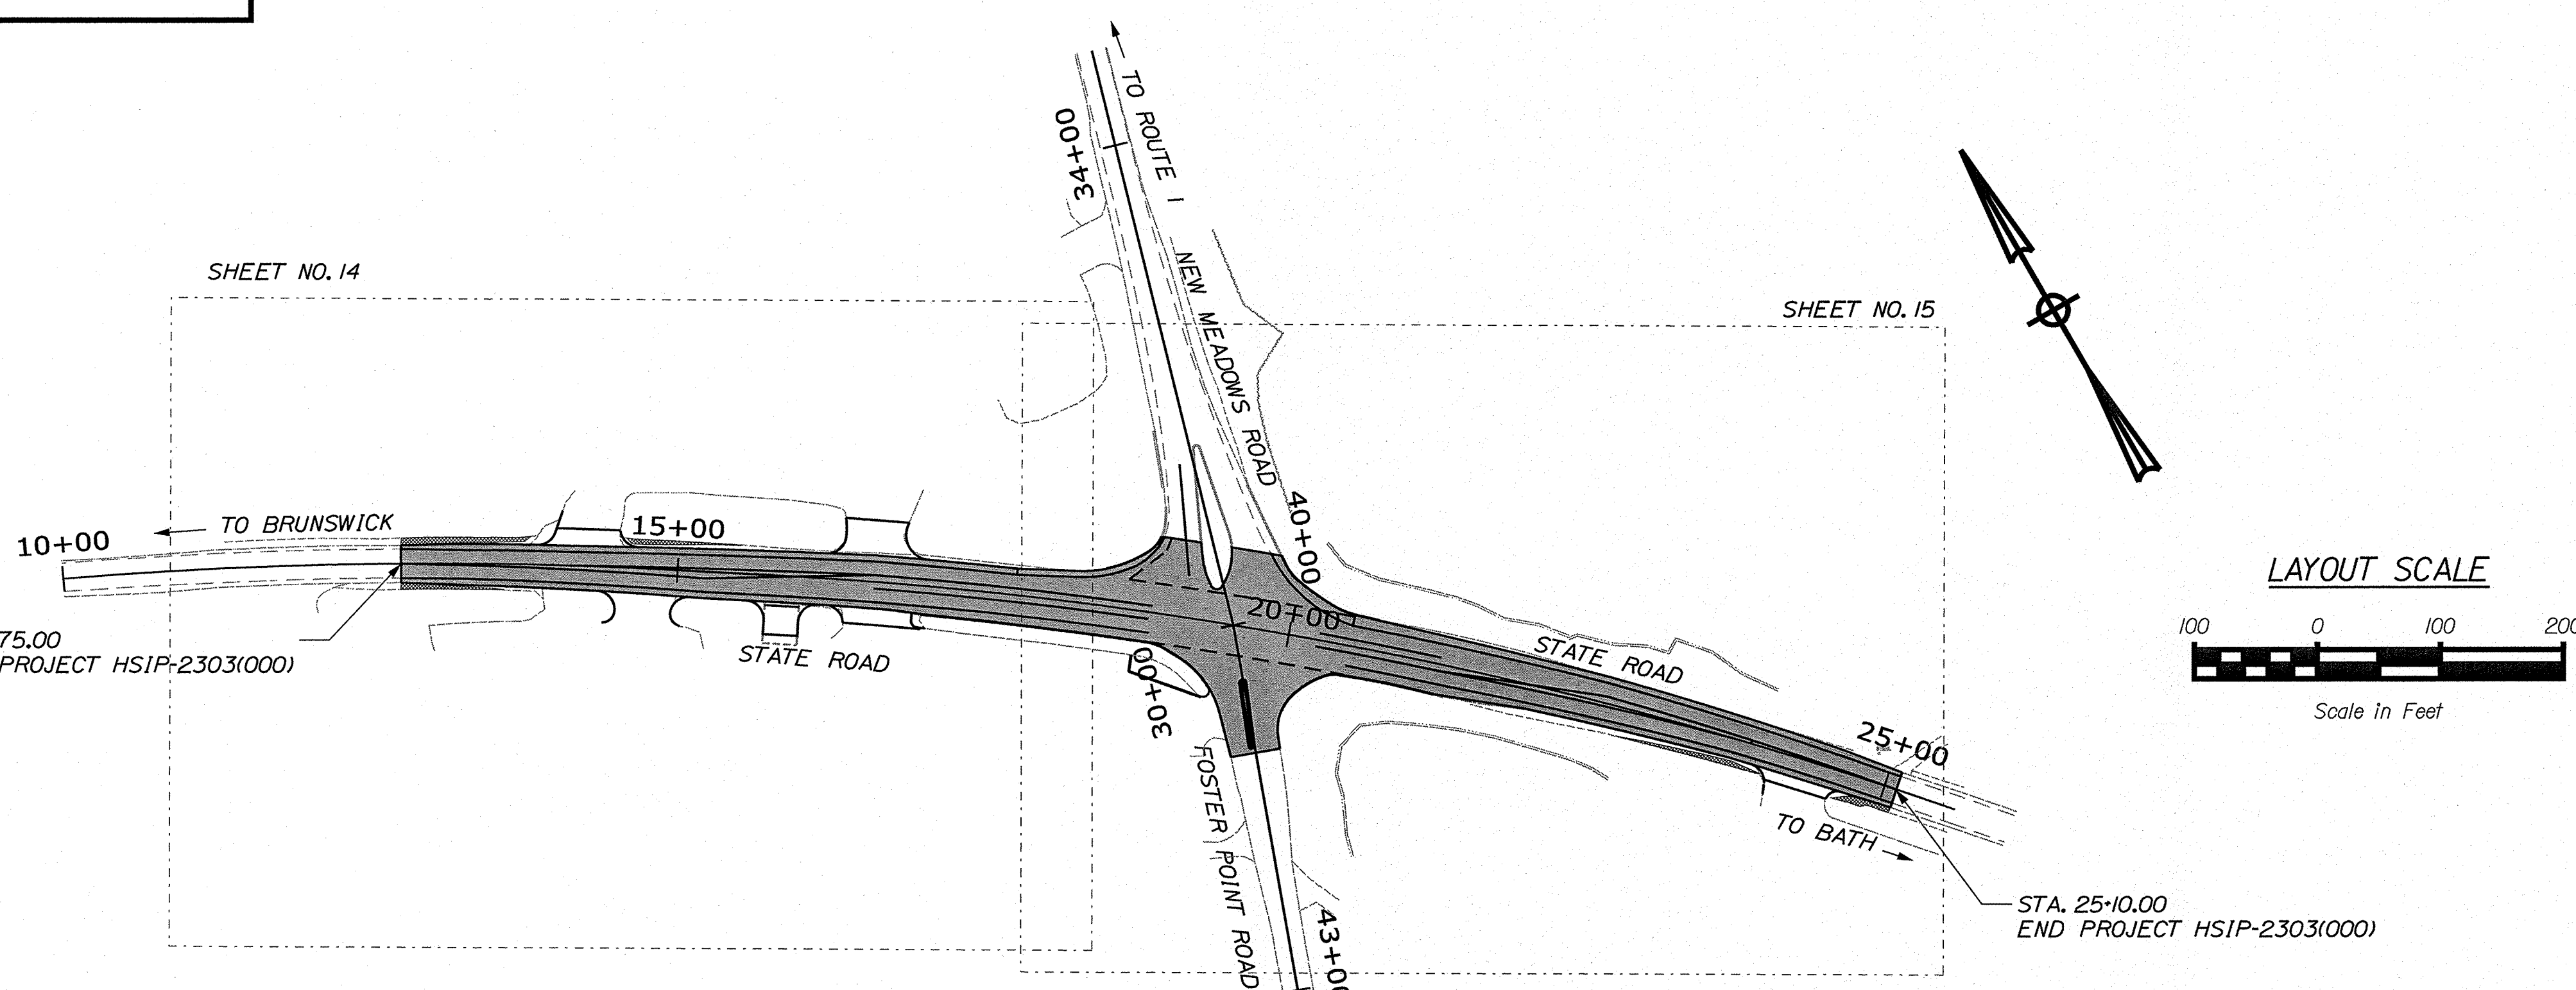 TO ROUTE 1
34+00
NEW MEADOWS ROAD
SHEET NO. 14
SHEET NO. 15
TO BRUNSWICK
10+00
15+00
40+00
20+00
LAYOUT SCALE
100 0 100 200
Scale in Feet
75.00
PROJECT HSIP-2303(000)
STATE ROAD
STATE ROAD
30+00
25+00
FOSTER POINT ROAD
TO BATH
43+00
STA. 25+10.00
END PROJECT HSIP-2303(000)